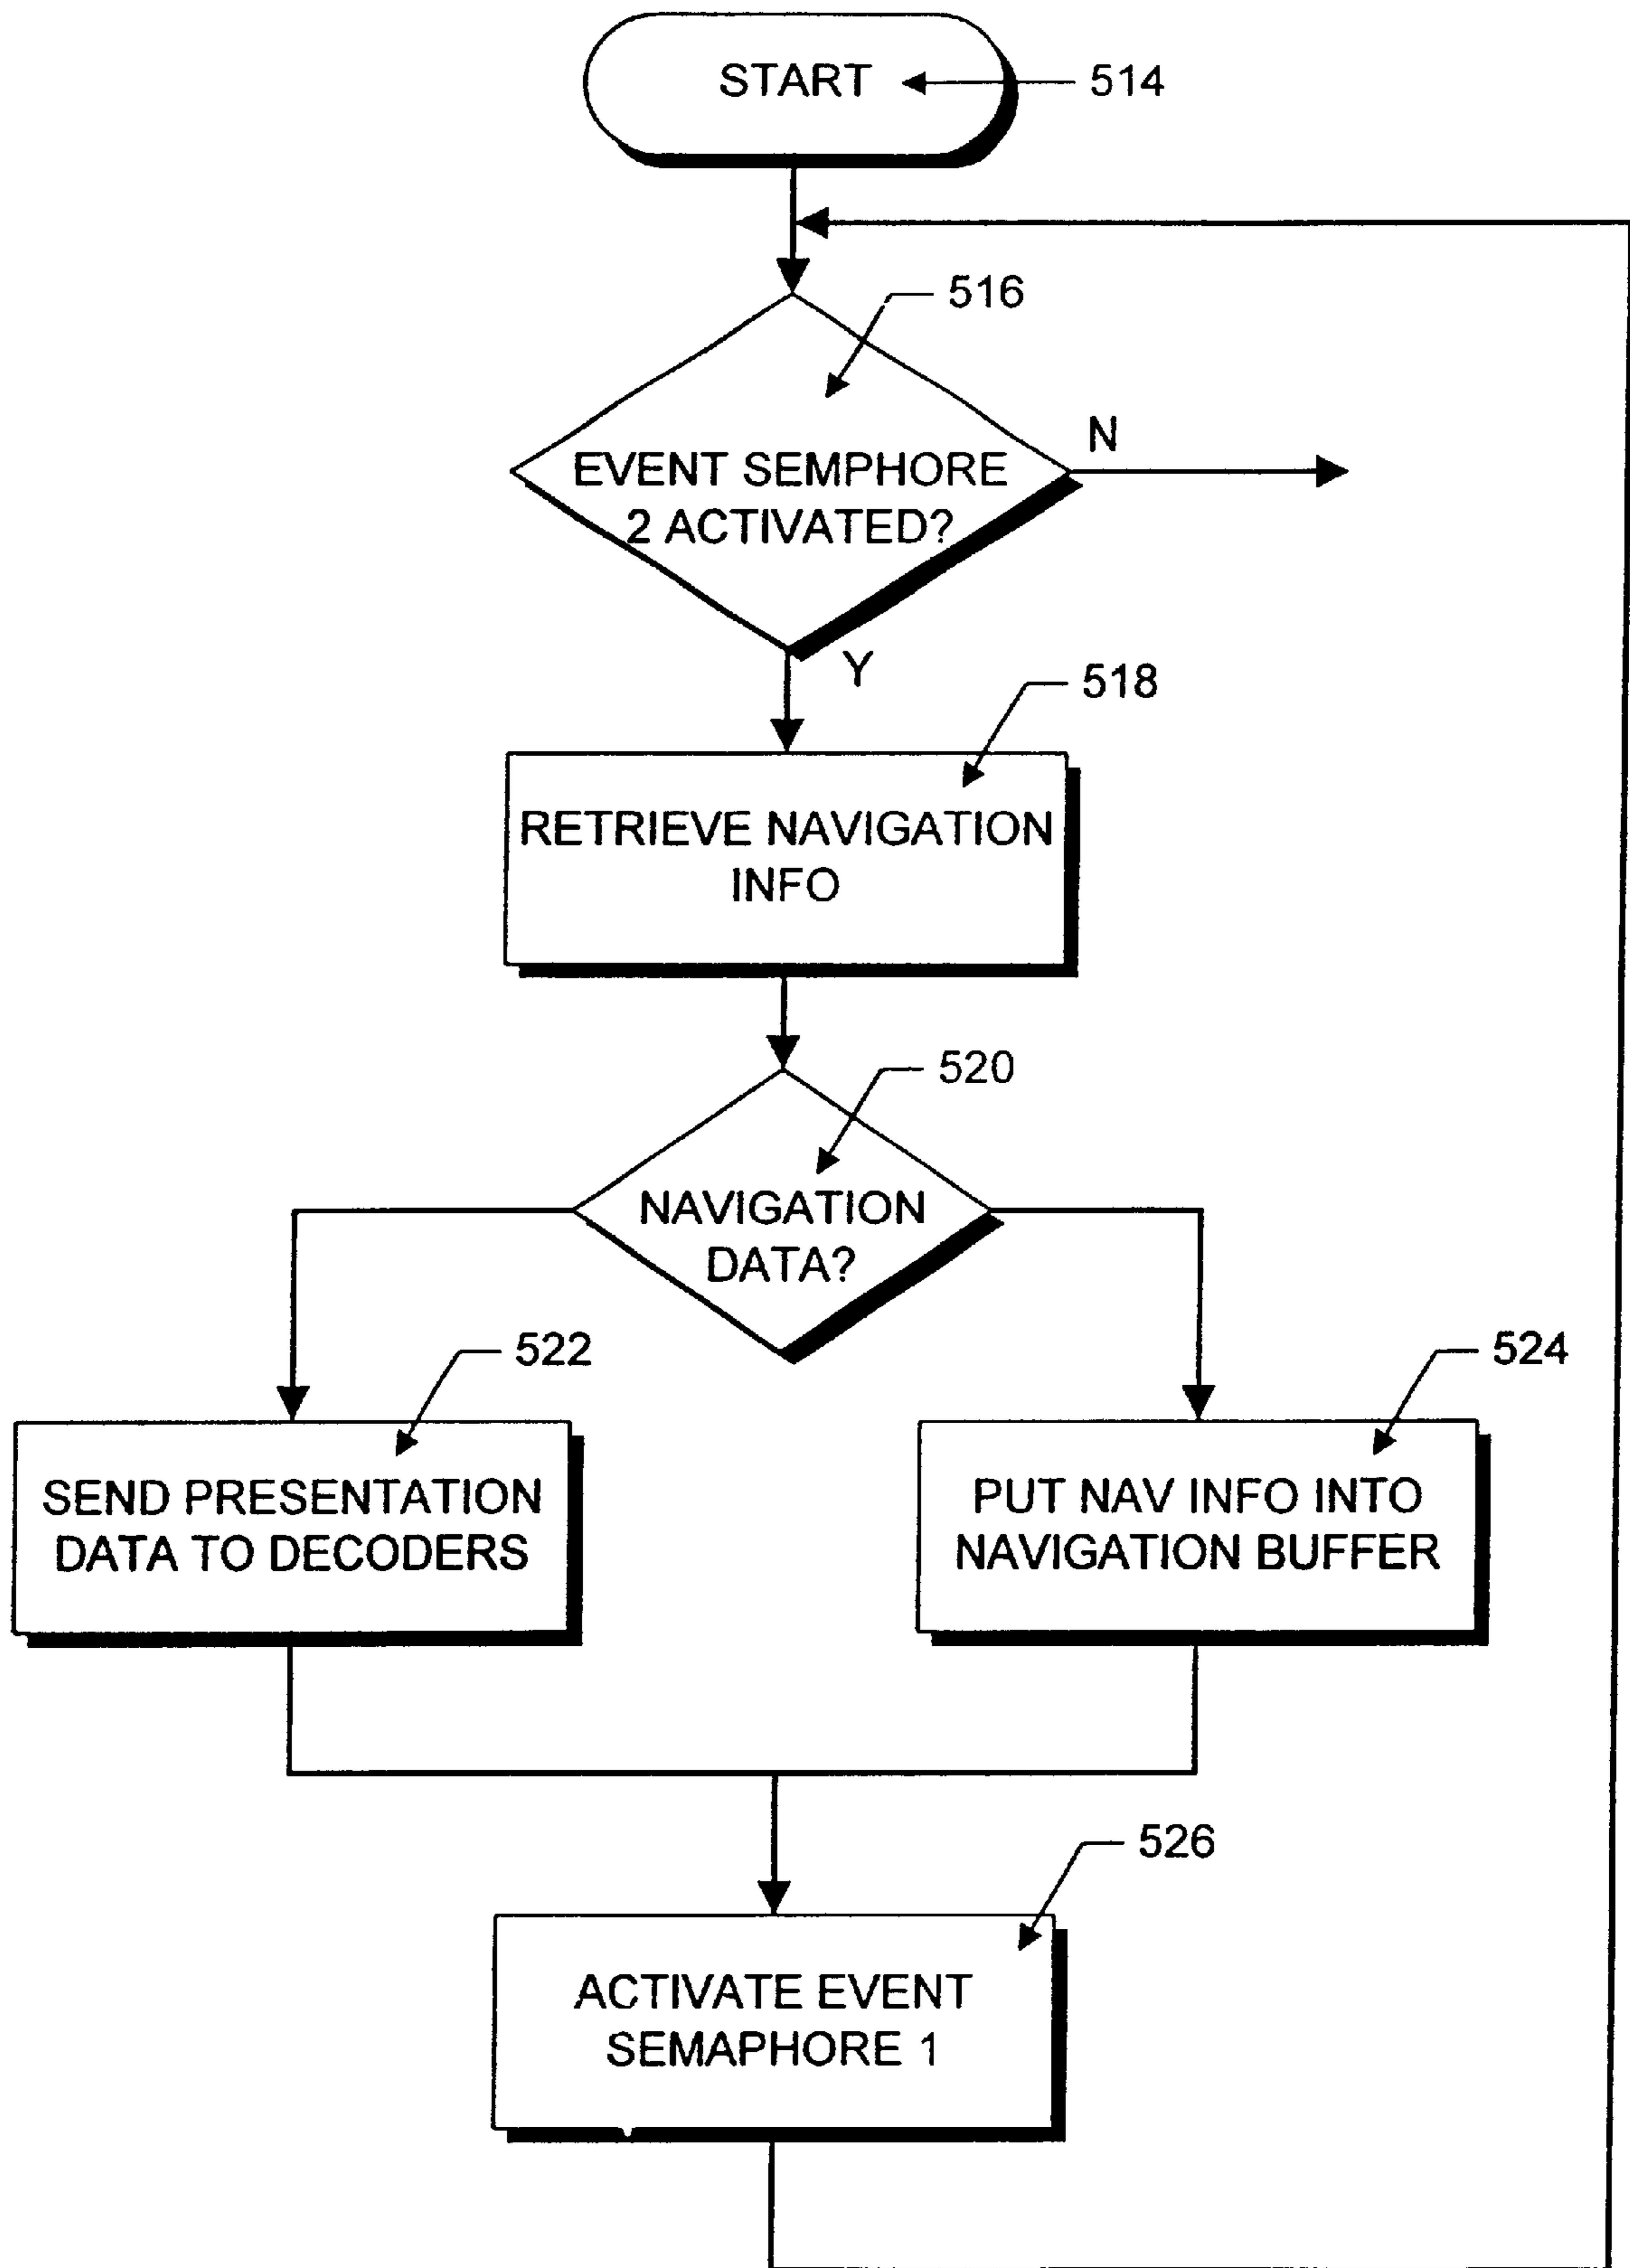 START
514
516
N
EVENT SEMPHORE
2 ACTIVATED?
Y
518
RETRIEVE NAVIGATION
INFO
520
NAVIGATION
DATA?
522
524
SEND PRESENTATION
DATA TO DECODERS
PUT NAV INFO INTO
NAVIGATION BUFFER
526
ACTIVATE EVENT
SEMAPHORE 1